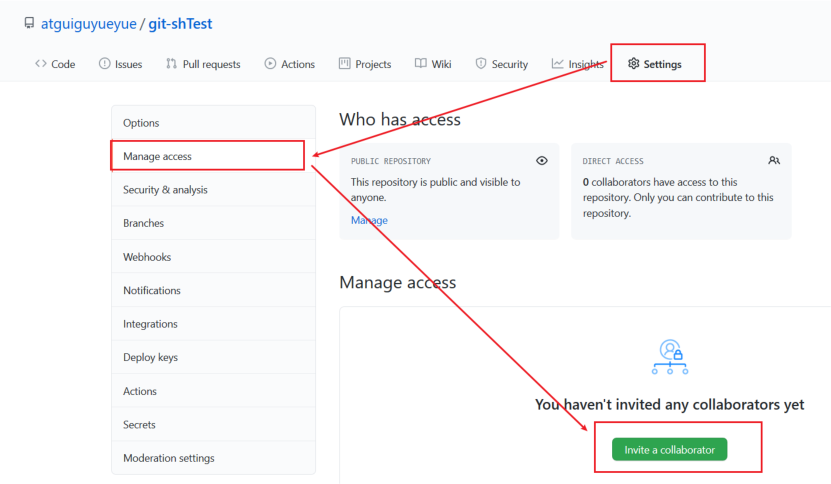 atguiguyueyue / git-shTest
Code Issues Pull requests Actions Projects Wiki Security Insights Settings
Options
Manage access
Security & analysis
Branches
Webhooks
Notifications
Integrations
Deploy keys
Actions
Secrets
Moderation settings
Who has access
PUBLIC REPOSITORY
This repository is public and visible to
anyone.
Manage
DIRECT ACCESS
0 collaborators have access to this
repository. Only you can contribute to this
repository.
Manage access
You haven't invited any collaborators yet
Invite a collaborator